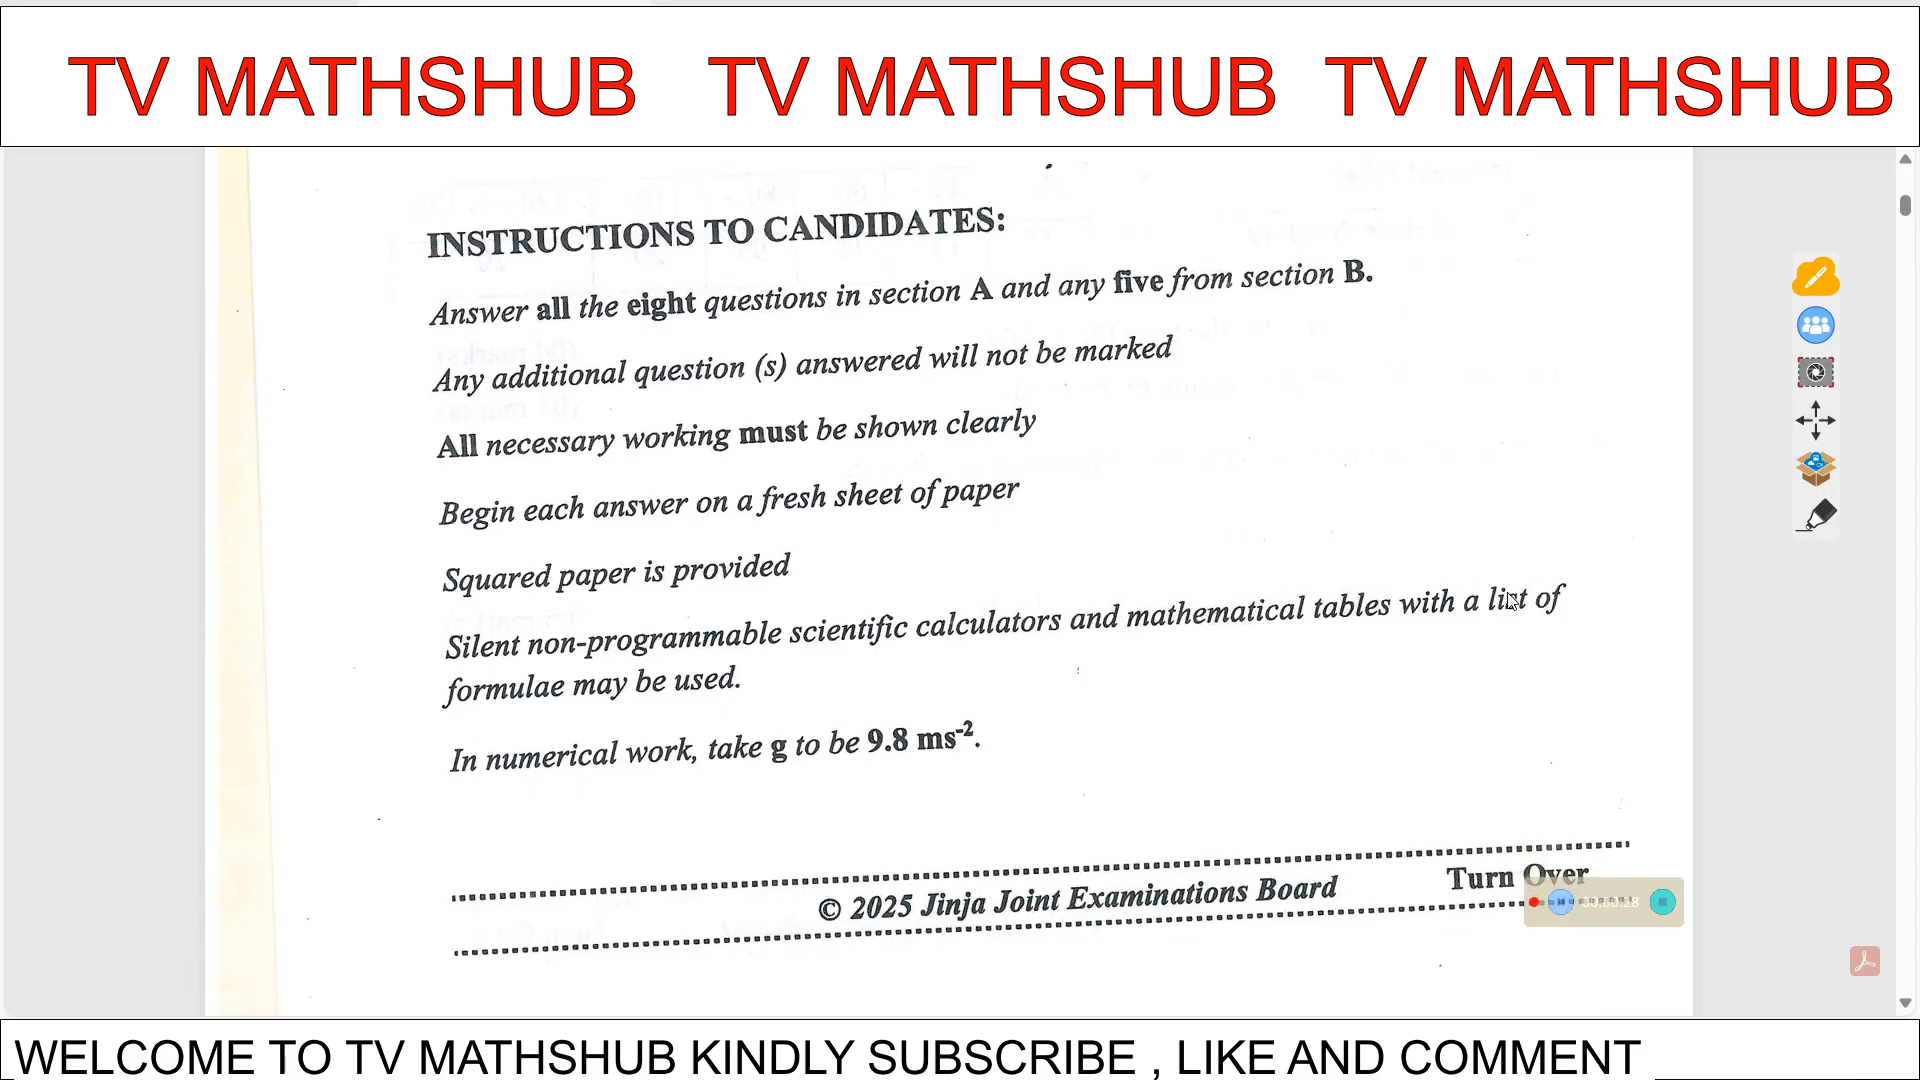 TV MATHSHUB TV MATHSHUB TV MATHSHUB
INSTRUCTIONS TO CANDIDATES:
Answer all the eight questions in section A and any five from section B.
Any additional question (s) answered will not be marked
All necessary working must be shown clearly
Begin each answer on a fresh sheet of paper
Squared paper is provided
Silent non-programmable scientific calculators and mathematical tables with a list of
formulae may be used.
In numerical work, take g to be 9.8 ms⁻².
Turn Over
© 2025 Jinja Joint Examinations Board
WELCOME TO TV MATHSHUB KINDLY SUBSCRIBE , LIKE AND COMMENT